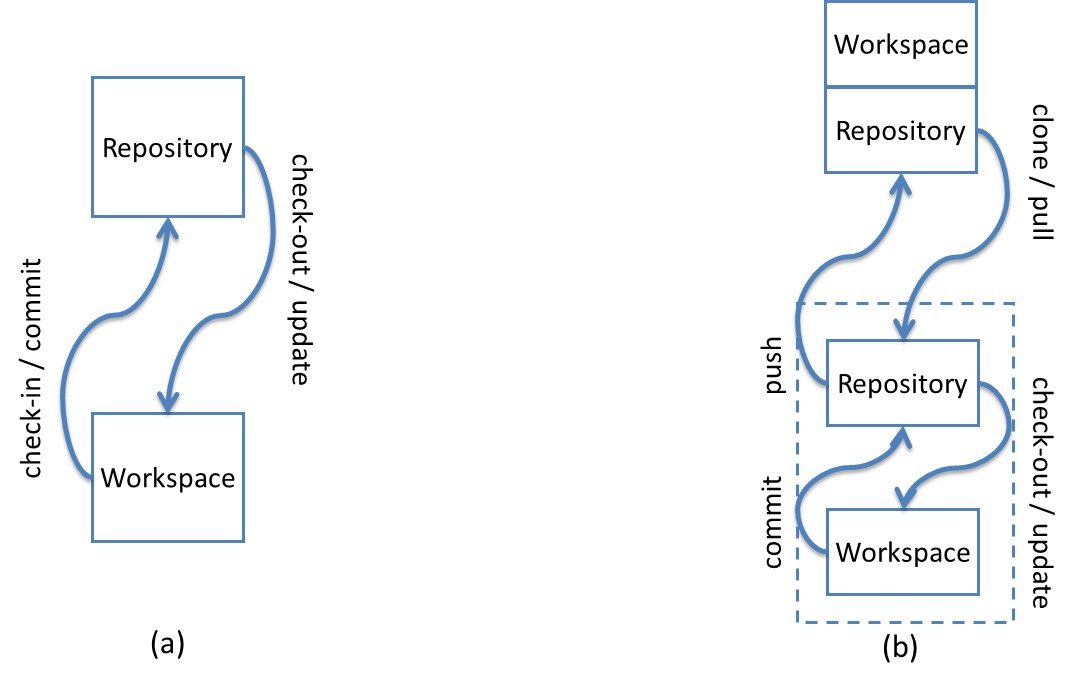 Repository
check-out / update
check-in / commit
Workspace
(a)
Workspace
Repository
clone / pull
push
Repository
check-out / update
commit
Workspace
(b)